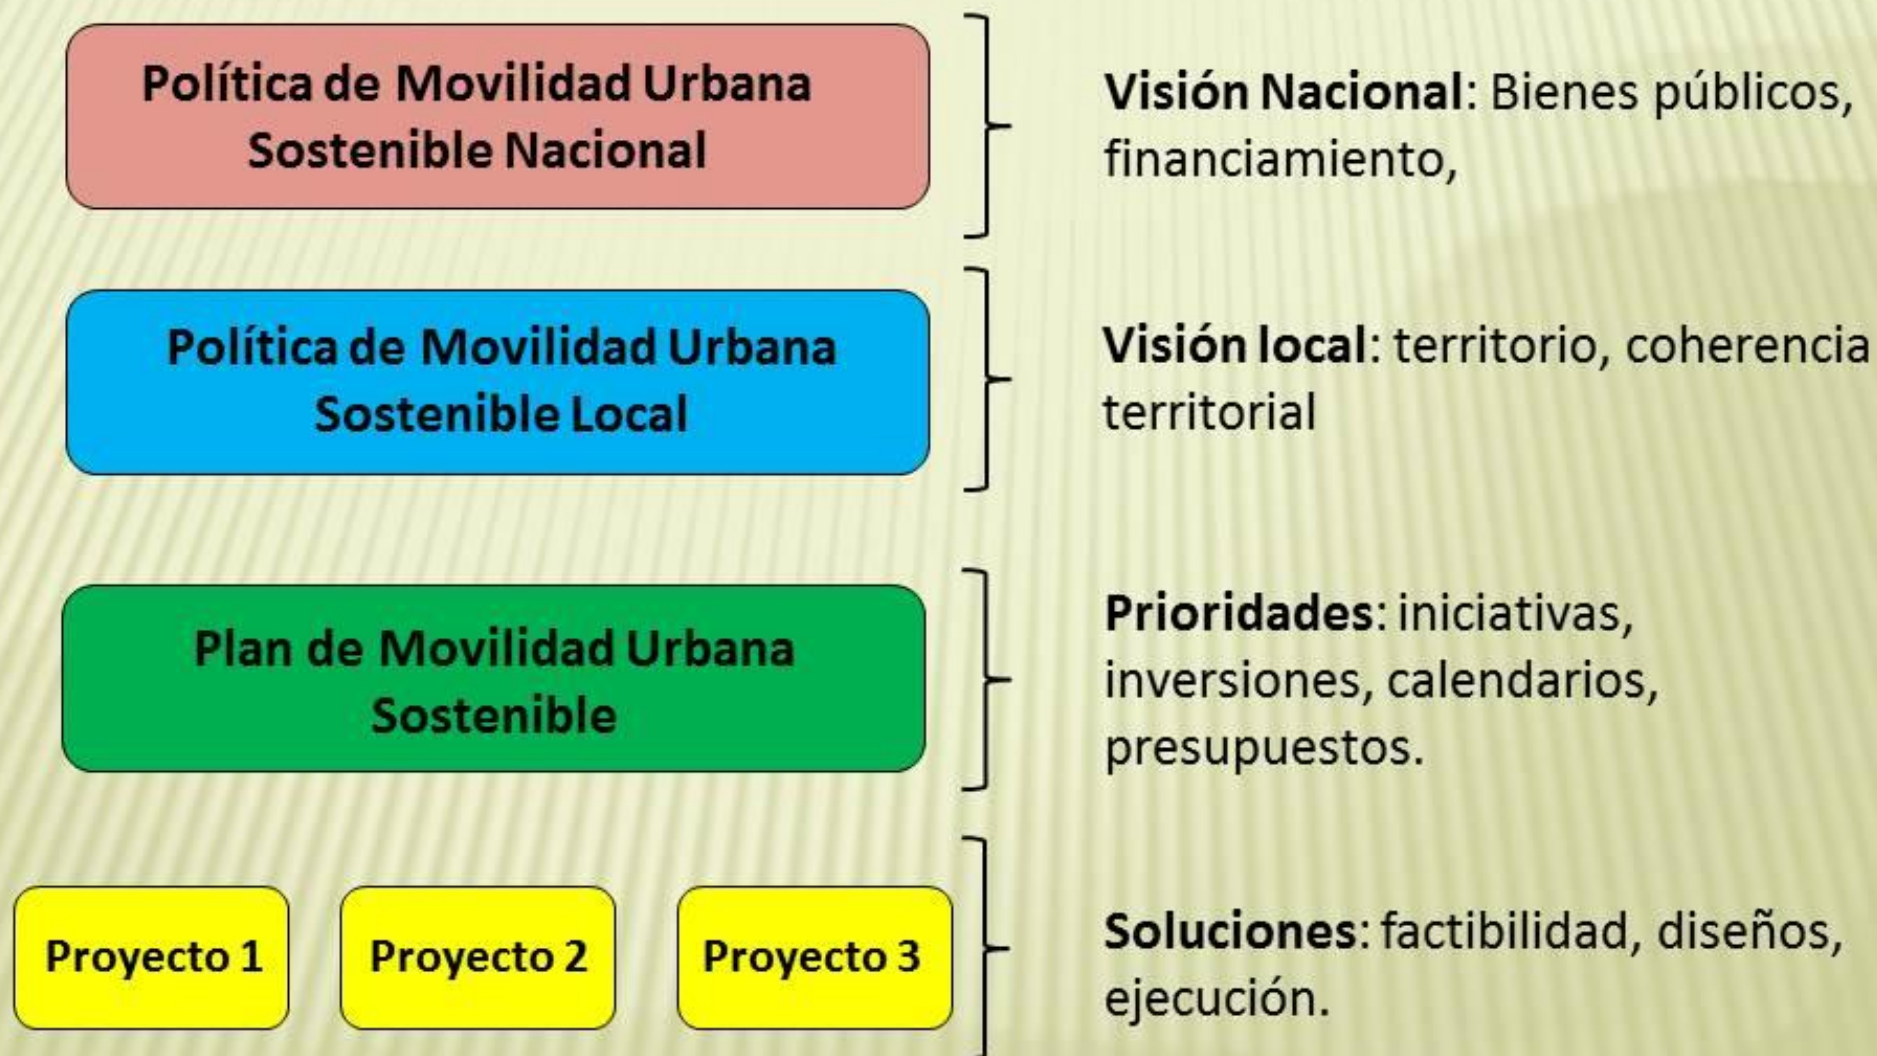 Política de Movilidad Urbana
Sostenible Nacional
Visión Nacional: Bienes públicos,
financiamiento,
Política de Movilidad Urbana
Sostenible Local
Visión local: territorio, coherencia
territorial
Plan de Movilidad Urbana
Sostenible
Prioridades: iniciativas,
inversiones, calendarios,
presupuestos.
Proyecto 1
Proyecto 2
Proyecto 3
Soluciones: factibilidad, diseños,
ejecución.